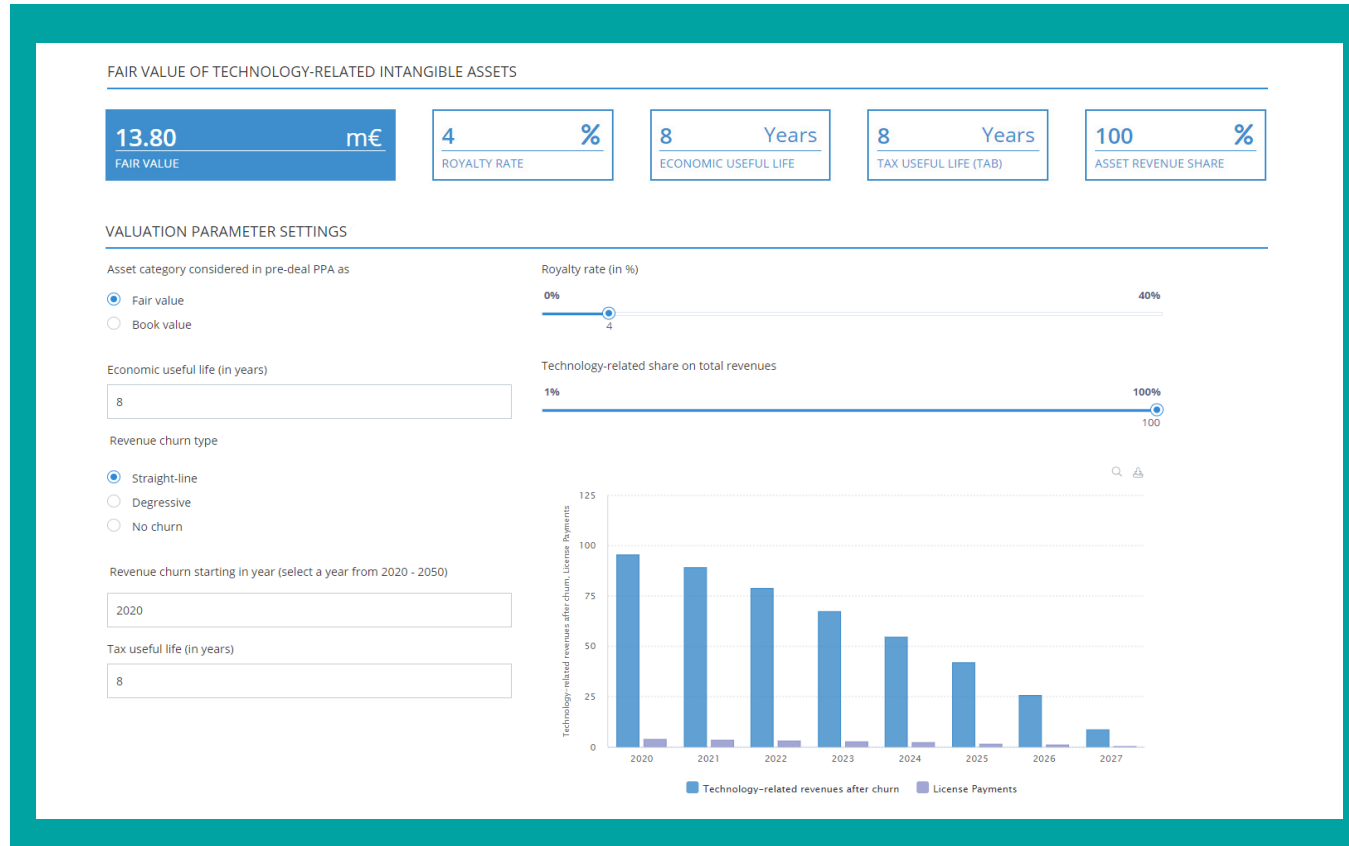 FAIR VALUE OF TECHNOLOGY-RELATED INTANGIBLE ASSETS
13.80 m€
FAIR VALUE
4 %
ROYALTY RATE
8 Years
ECONOMIC USEFUL LIFE
8 Years
TAX USEFUL LIFE (TAB)
100 %
ASSET REVENUE SHARE
VALUATION PARAMETER SETTINGS
Asset category considered in pre-deal PPA as
Fair value
Book value
Economic useful life (in years)
8
Revenue churn type
Straight-line
Degressive
No churn
Revenue churn starting in year (select a year from 2020 - 2050)
2020
Tax useful life (in years)
8
Royalty rate (in %)
0% 40%
4
Technology-related share on total revenues
1% 100%
100
Technology-related revenues after churn, License Payments
125
100
75
50
25
0
2020 2021 2022 2023 2024 2025 2026 2027
Technology-related revenues after churn License Payments